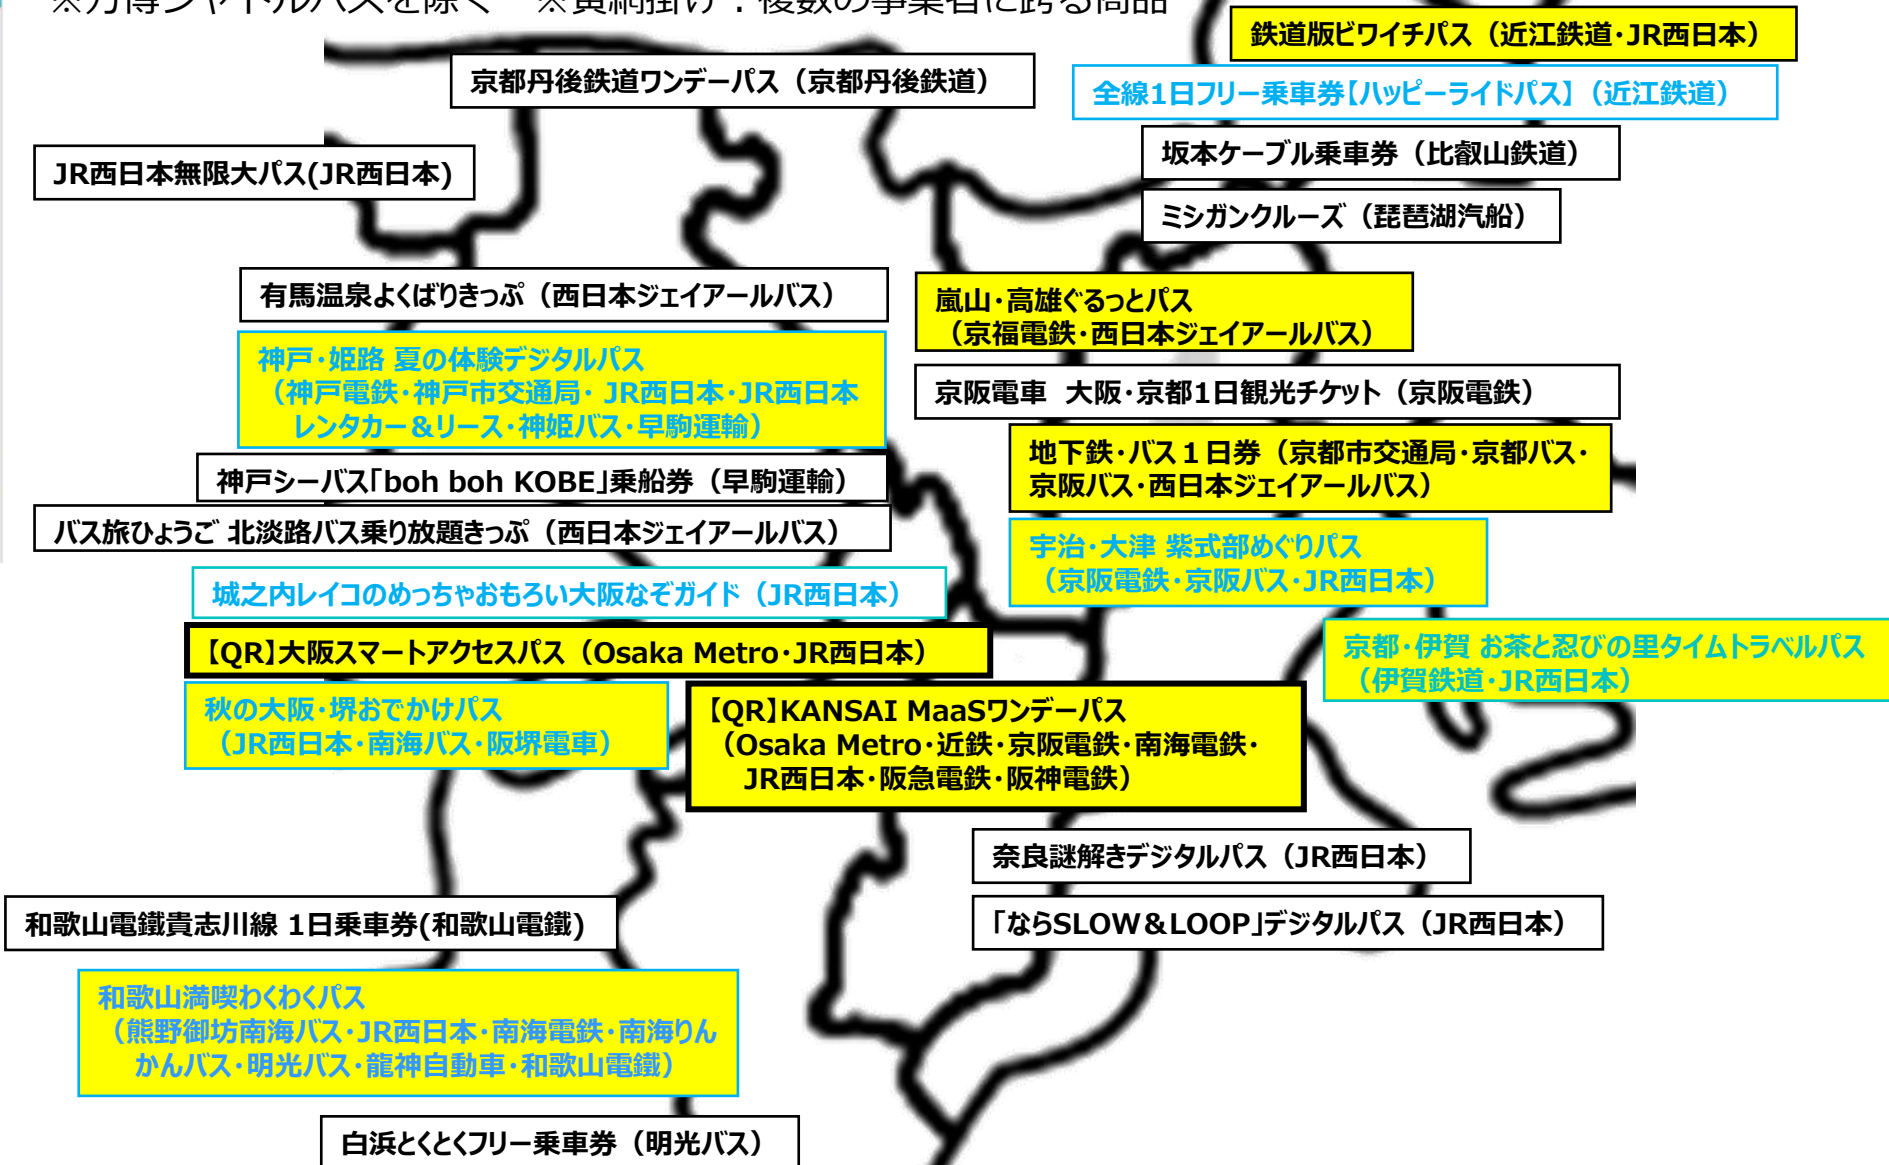 ※万博シャトルバスを除く　※黄網掛け：複数の事業者に跨る商品
鉄道版ビワイチパス（近江鉄道･JR西日本）
京都丹後鉄道ワンデーパス（京都丹後鉄道）
全線1日フリー乗車券【ハッピーライドパス】（近江鉄道）
坂本ケーブル乗車券（比叡山鉄道）
JR西日本無限大パス(JR西日本)
ミシガンクルーズ（琵琶湖汽船）
有馬温泉よくばりきっぷ（西日本ジェイアールバス）
嵐山･高雄ぐるっとパス
（京福電鉄･西日本ジェイアールバス）
神戸･姫路 夏の体験デジタルパス
（神戸電鉄･神戸市交通局･ JR西日本･JR西日本
レンタカー＆リース･神姫バス･早駒運輸）
京阪電車 大阪･京都1日観光チケット（京阪電鉄）
地下鉄･バス１日券（京都市交通局･京都バス･
京阪バス･西日本ジェイアールバス）
神戸シーバス｢boh boh KOBE｣乗船券（早駒運輸）
バス旅ひょうご 北淡路バス乗り放題きっぷ（西日本ジェイアールバス）
宇治･大津 紫式部めぐりパス
（京阪電鉄･京阪バス･JR西日本）
城之内レイコのめっちゃおもろい大阪なぞガイド（JR西日本）
【QR】大阪スマートアクセスパス（Osaka Metro･JR西日本）
京都･伊賀 お茶と忍びの里タイムトラベルパス
（伊賀鉄道･JR西日本）
秋の大阪･堺おでかけパス
（JR西日本･南海バス･阪堺電車）
【QR】KANSAI MaaSワンデーパス
（Osaka Metro･近鉄･京阪電鉄･南海電鉄･
JR西日本･阪急電鉄･阪神電鉄）
奈良謎解きデジタルパス（JR西日本）
｢ならSLOW＆LOOP｣デジタルパス（JR西日本）
和歌山電鐵貴志川線 1日乗車券(和歌山電鐵)
和歌山満喫わくわくパス
（熊野御坊南海バス･JR西日本･南海電鉄･南海りん
かんバス･明光バス･龍神自動車･和歌山電鐵）
白浜とくとくフリー乗車券（明光バス）